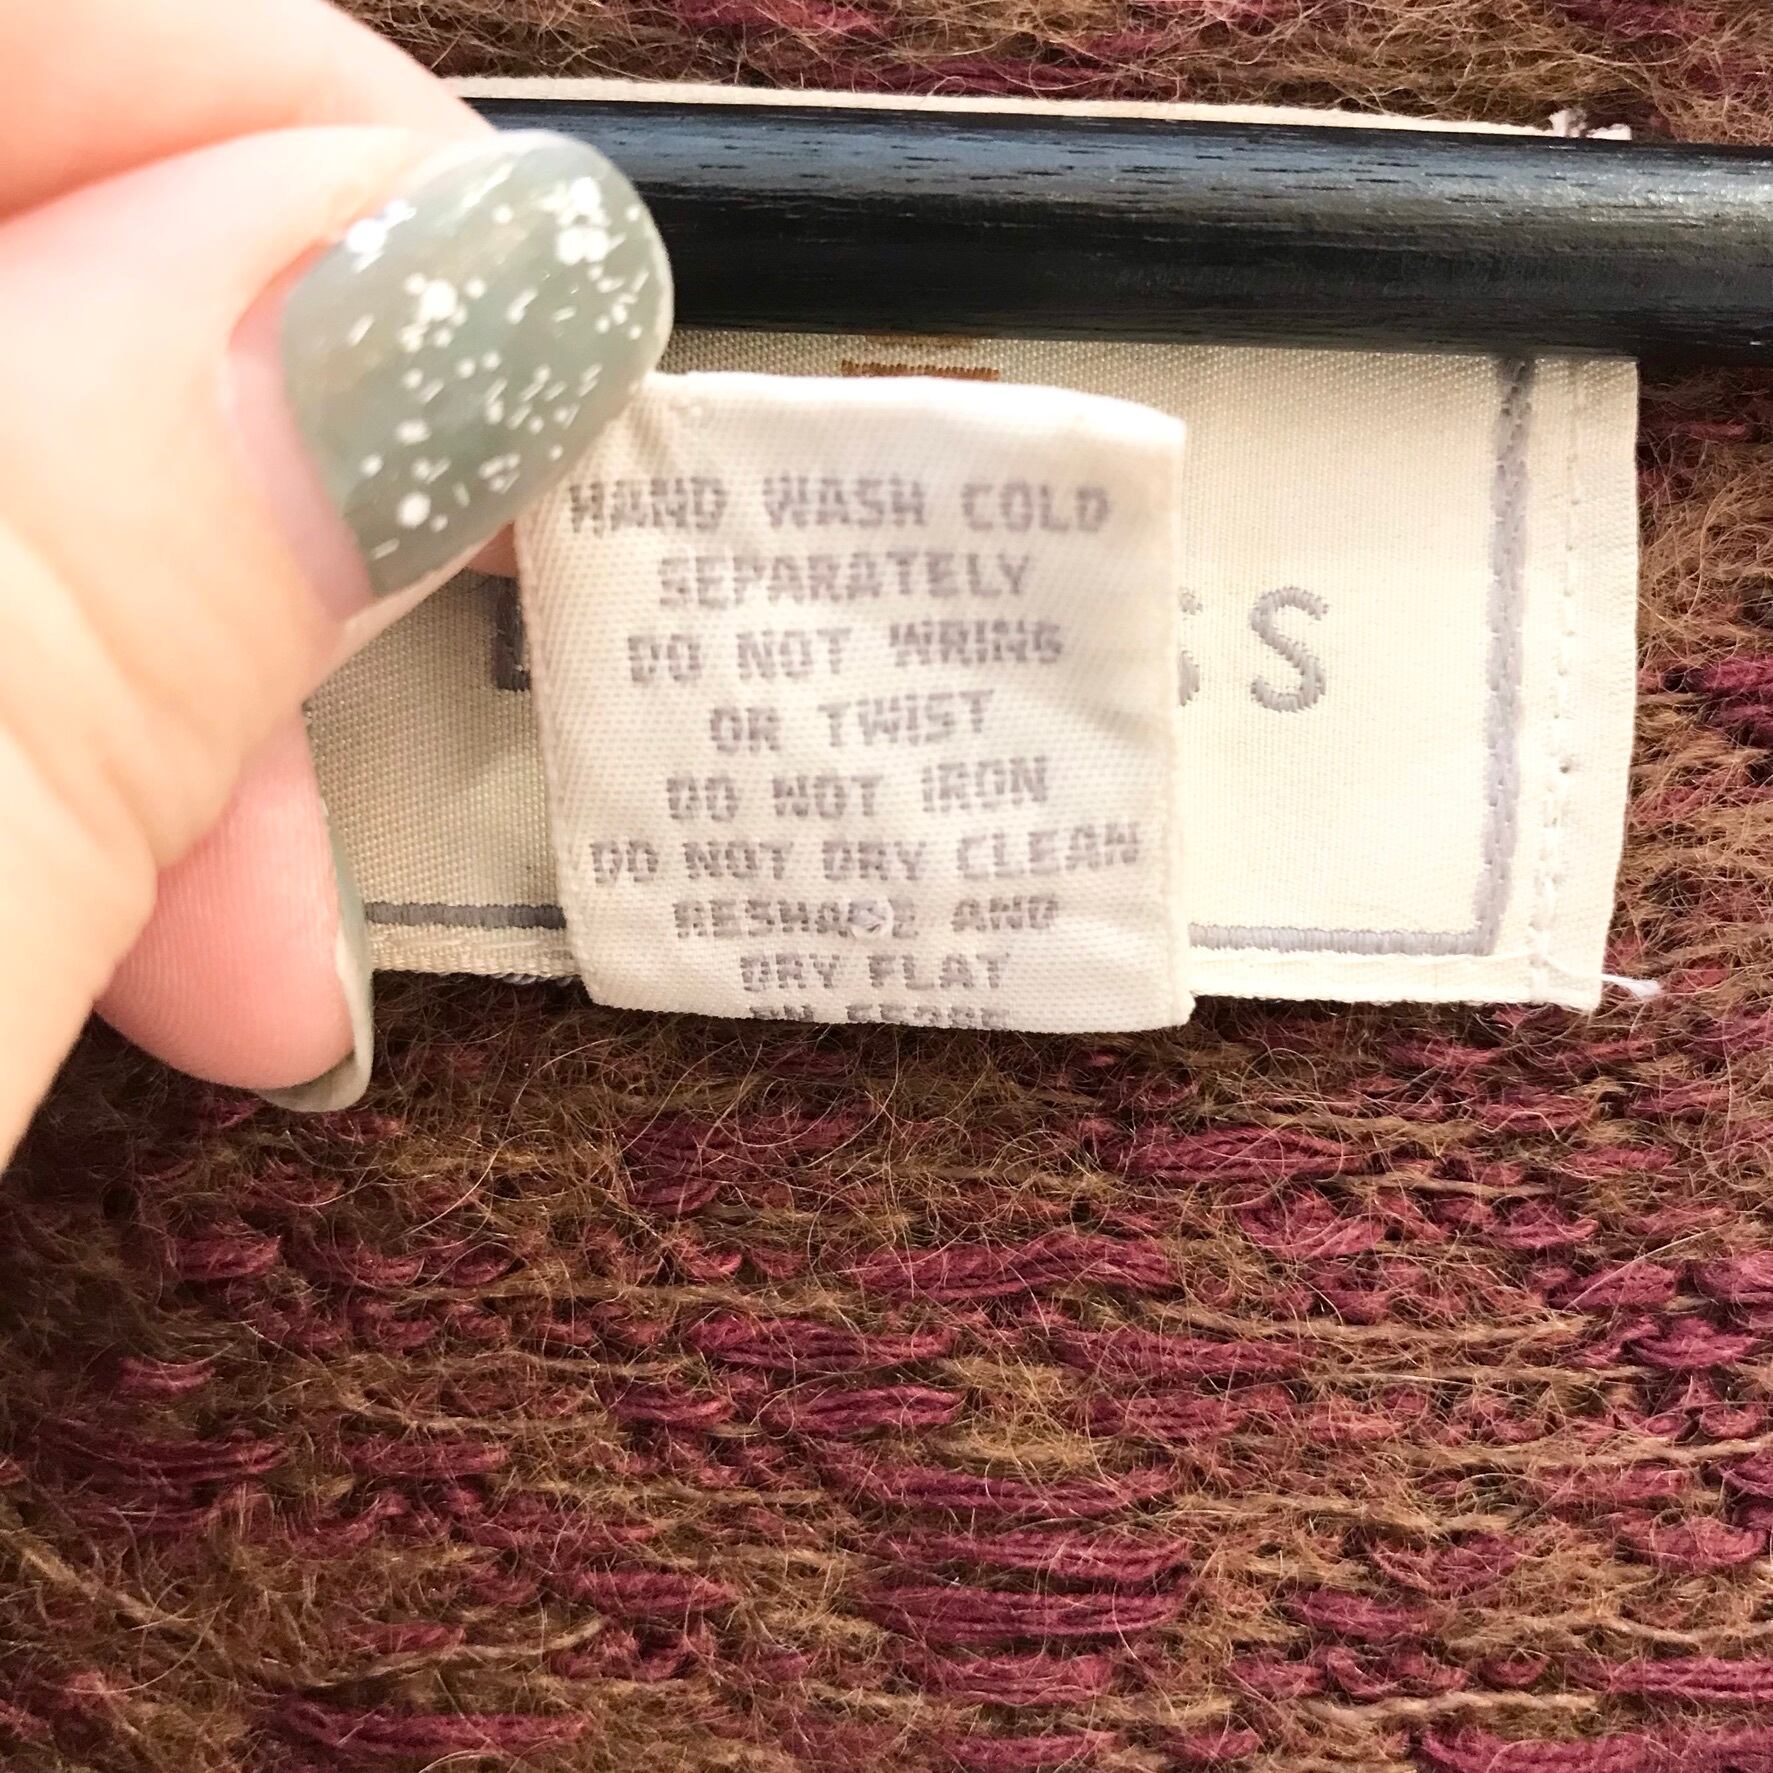 HAND WASH COLD
SEPARATELY
DO NOT WRING
OR TWIST
DO NOT IRON
DO NOT DRY CLEAN
RESHAPE AND
DRY FLAT
SS